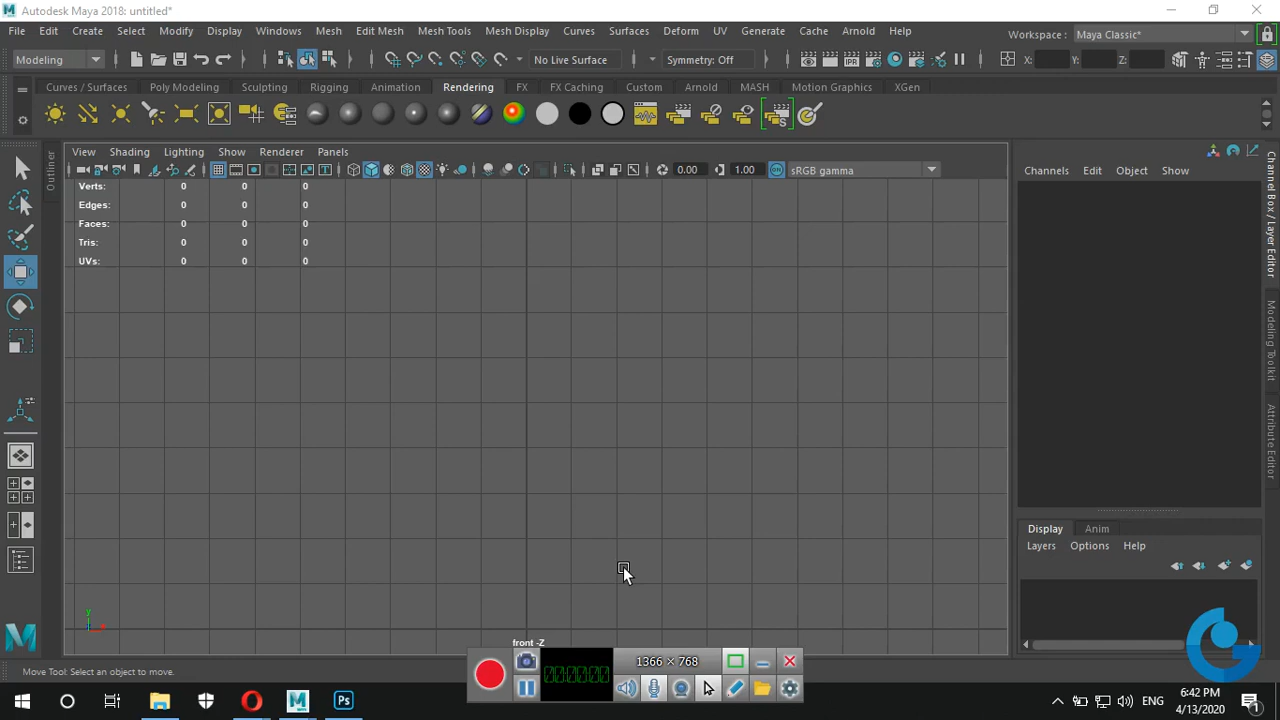 Autodesk Maya 2018: untitled*
File Edit Create Select Modify Display Windows Mesh Edit Mesh Mesh Tools Mesh Display Curves Surfaces Deform UV Generate Cache Arnold Help Workspace : Maya Classic*
Modeling No Live Surface Symmetry: Off X: Y: Z:
Curves / Surfaces Poly Modeling Sculpting Rigging Animation Rendering FX FX Caching Custom Arnold MASH Motion Graphics XGen
View Shading Lighting Show Renderer Panels
0.00 1.00 ON sRGB gamma
Channels Edit Object Show
Verts: 0 0 0
Edges: 0 0 0
Faces: 0 0 0
Tris: 0 0 0
UVs: 0 0 0
Outliner
Channel Box / Layer Editor
Modeling Toolkit
Attribute Editor
Display Anim
Layers Options Help
y
front -Z
Move Tool: Select an object to move.
1366 × 768
00:00:00
IPR
ENG
6:42 PM
4/13/2020
1